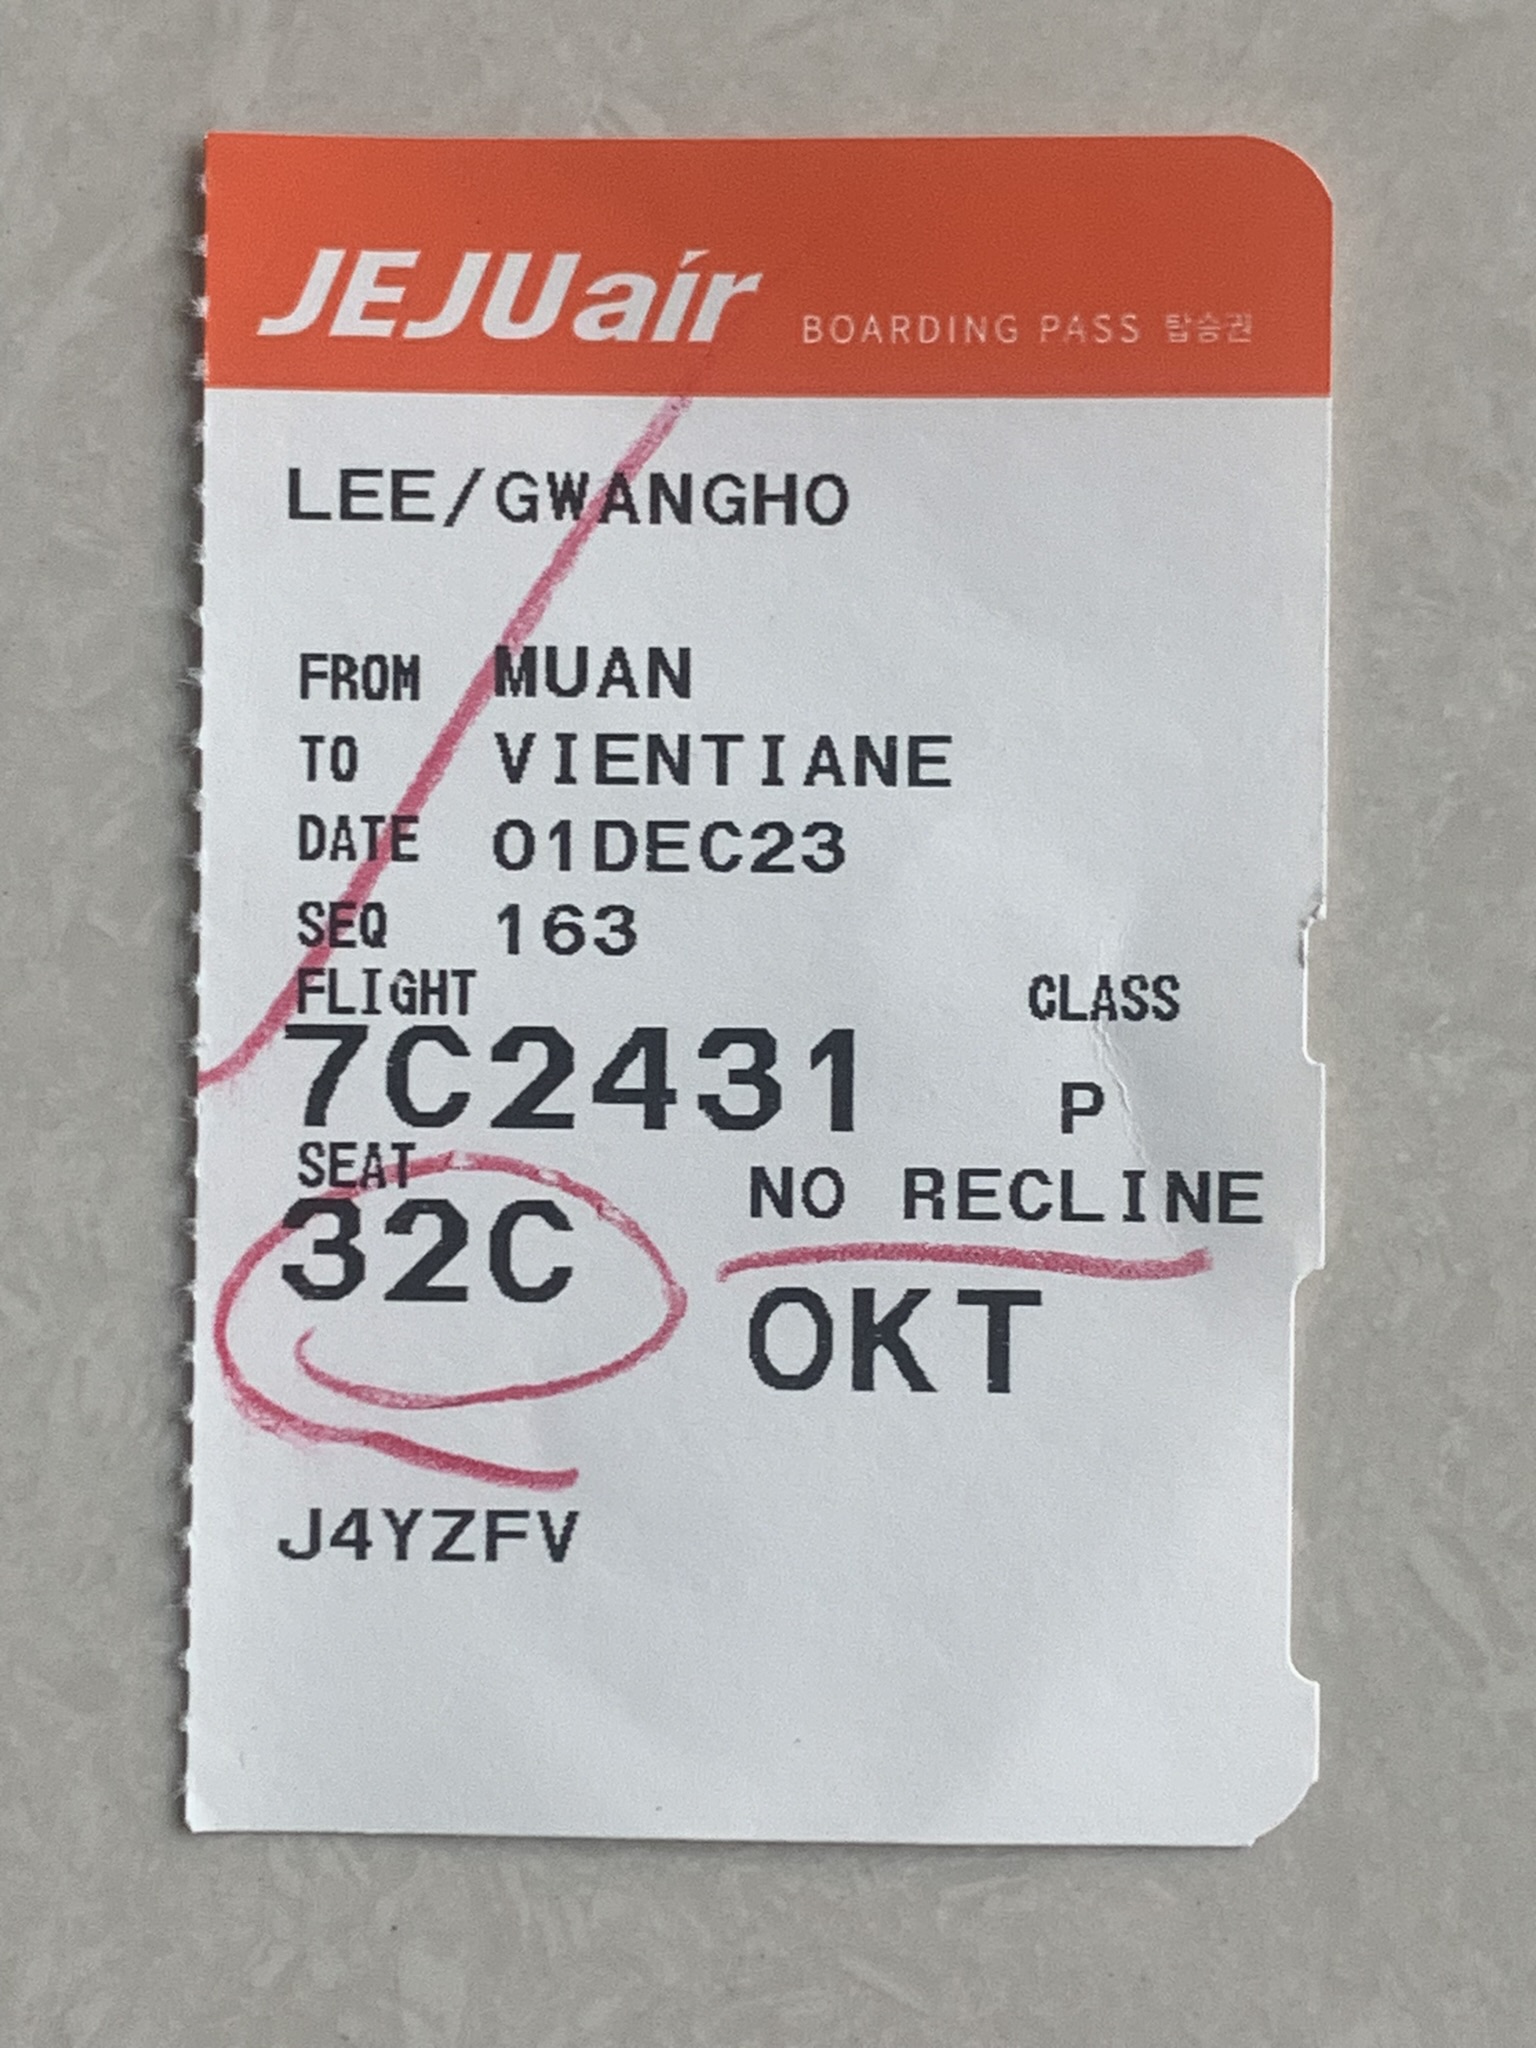 JEJUair BOARDING PASS 탑승권
LEE/GWANGHO
FROM MUAN
TO VIENTIANE
DATE 01DEC23
SEQ 163
FLIGHT CLASS
7C2431 P
SEAT NO RECLINE
32C OKT
J4YZFV